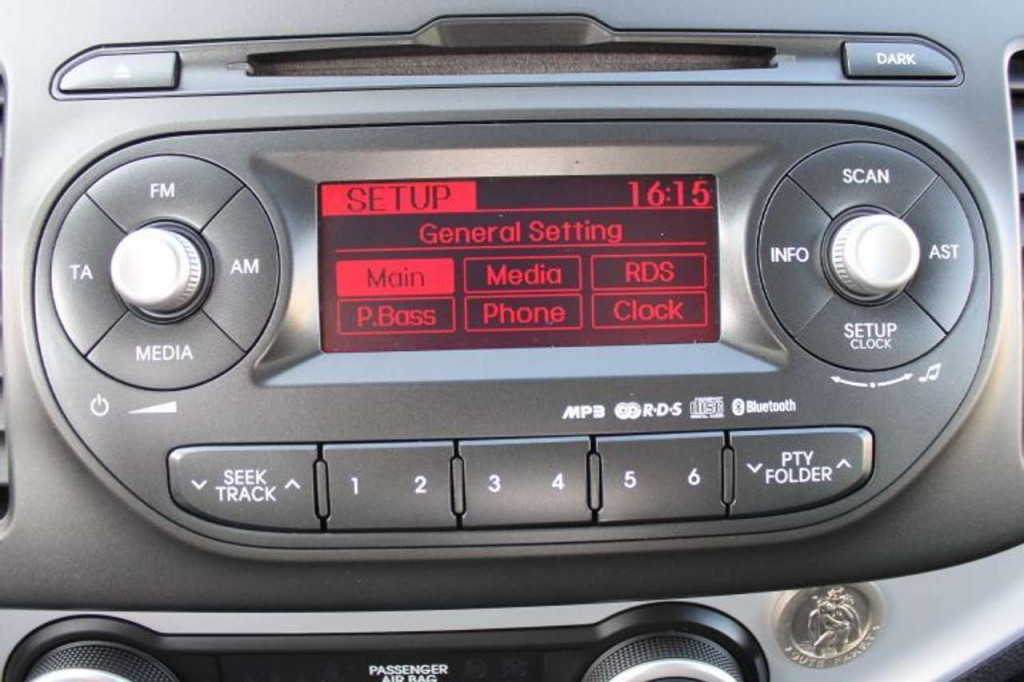 DARK
FM
TA
AM
MEDIA
SETUP 16:15
General Setting
Main Media RDS
P.Bass Phone Clock
SCAN
INFO
AST
SETUP
CLOCK
MP3 R·D·S disc Bluetooth
SEEK
TRACK
1 2 3 4 5 6
PTY
FOLDER
PASSENGER
AIR BAG